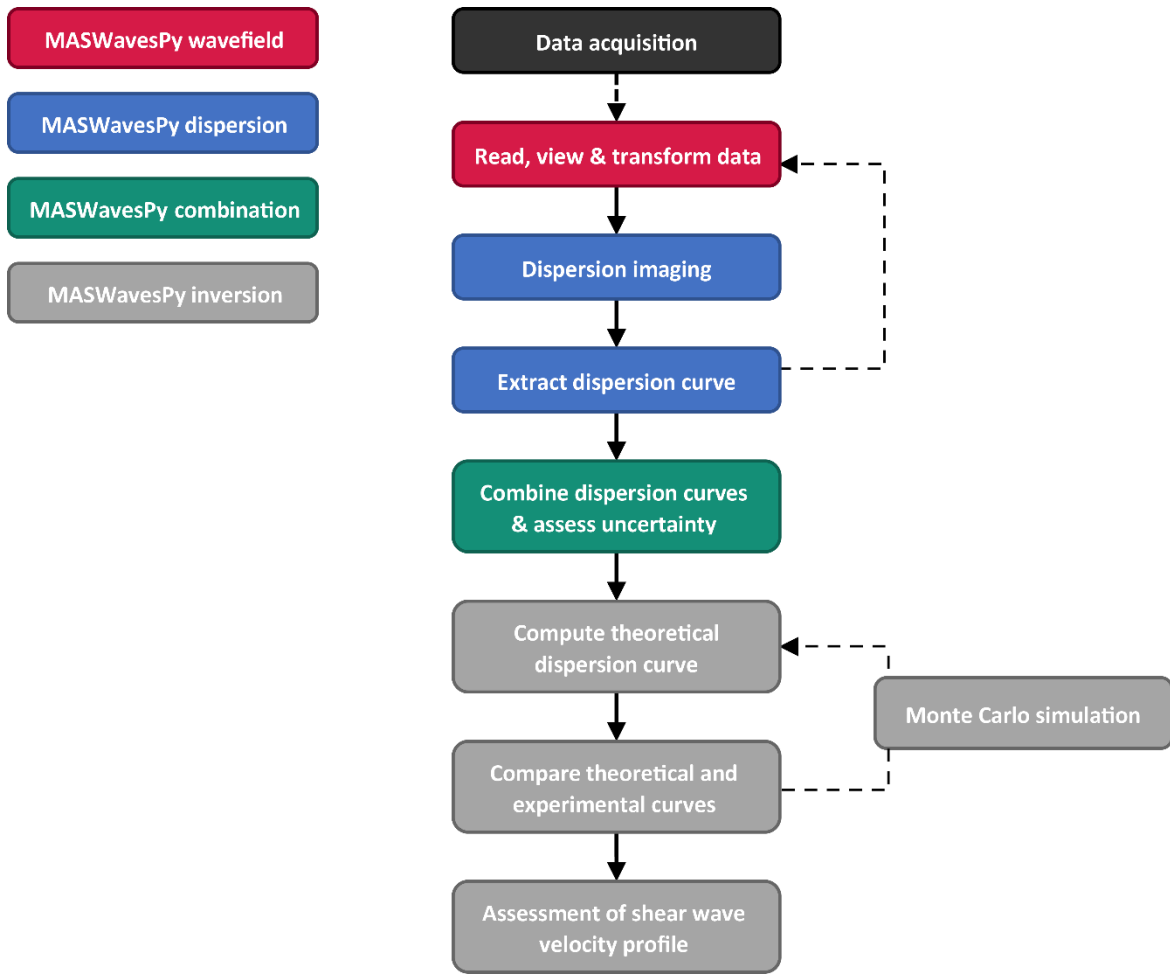 MASWavesPy wavefield
MASWavesPy dispersion
MASWavesPy combination
MASWavesPy inversion
Data acquisition
Read, view & transform data
Dispersion imaging
Extract dispersion curve
Combine dispersion curves
& assess uncertainty
Compute theoretical
dispersion curve
Monte Carlo simulation
Compare theoretical and
experimental curves
Assessment of shear wave
velocity profile